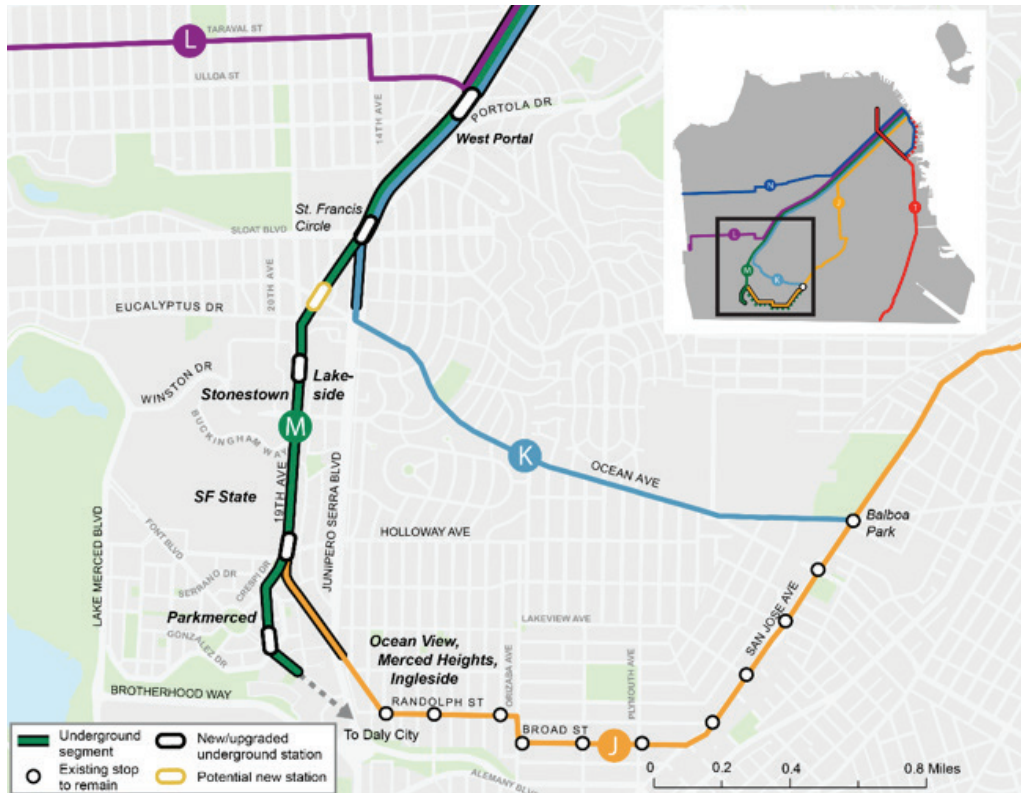 L
TARAVAL ST
ULLOA ST
14TH AVE
PORTOLA DR
West Portal
St. Francis
Circle
SLOAT BLVD
20TH AVE
EUCALYPTUS DR
WINSTON DR
Stonestown
Lake-
side
M
BUCKINGHAM WAY
K
OCEAN AVE
SF State
19TH AVE
JUNIPERO SERRA BLVD
HOLLOWAY AVE
Balboa
Park
LAKE MERCED BLVD
FONT BLVD
SERRANO DR
CRESPI DR
Parkmerced
GONZALEZ DR
BROTHERHOOD WAY
LAKEVIEW AVE
SAN JOSE AVE
Ocean View,
Merced Heights,
Ingleside
ORIZABA AVE
PLYMOUTH AVE
RANDOLPH ST
BROAD ST
J
To Daly City
ALEMANY BLVD
N
J
T
L
M
K
Underground
segment
New/upgraded
underground station
Existing stop
to remain
Potential new station
0 0.2 0.4 0.8 Miles